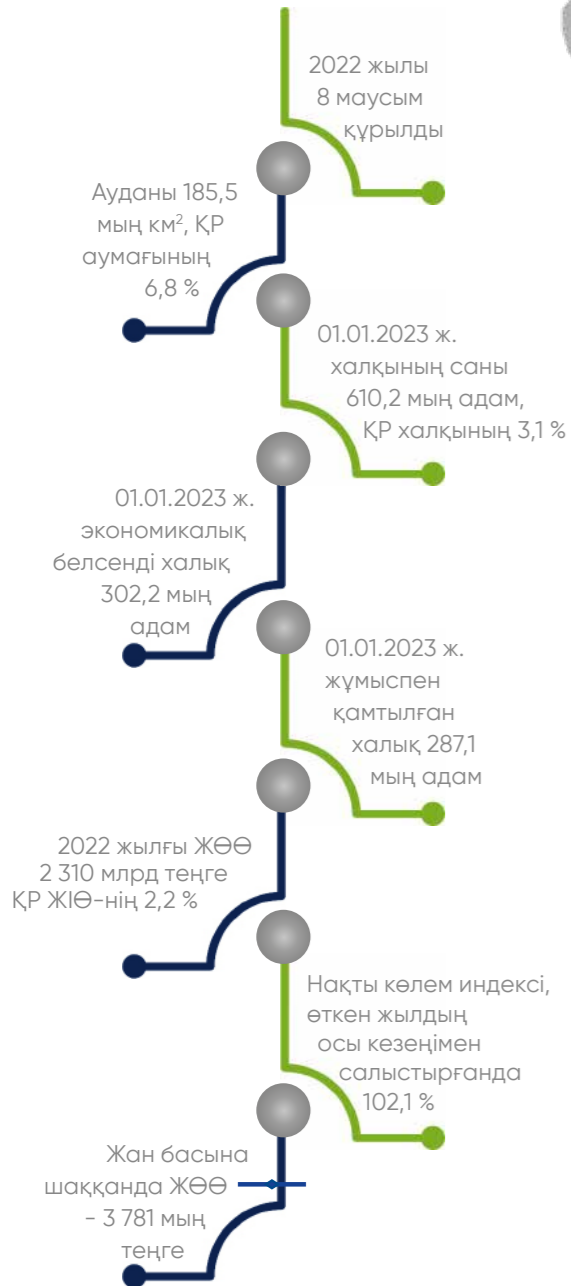 2022 жылы
8 маусым
құрылды
Ауданы 185,5
мың км², ҚР
аумағының
6,8 %
01.01.2023 ж.
халқының саны
610,2 мың адам,
ҚР халқының 3,1 %
01.01.2023 ж.
экономикалық
белсенді халық
302,2 мың
адам
01.01.2023 ж.
жұмыспен
қамтылған
халық 287,1
мың адам
2022 жылғы ЖӨӨ
2 310 млрд теңге
ҚР ЖІӨ-нің 2,2 %
Нақты көлем индексі,
өткен жылдың
осы кезеңімен
салыстырғанда
102,1 %
Жан басына
шаққанда ЖӨӨ
- 3 781 мың
теңге